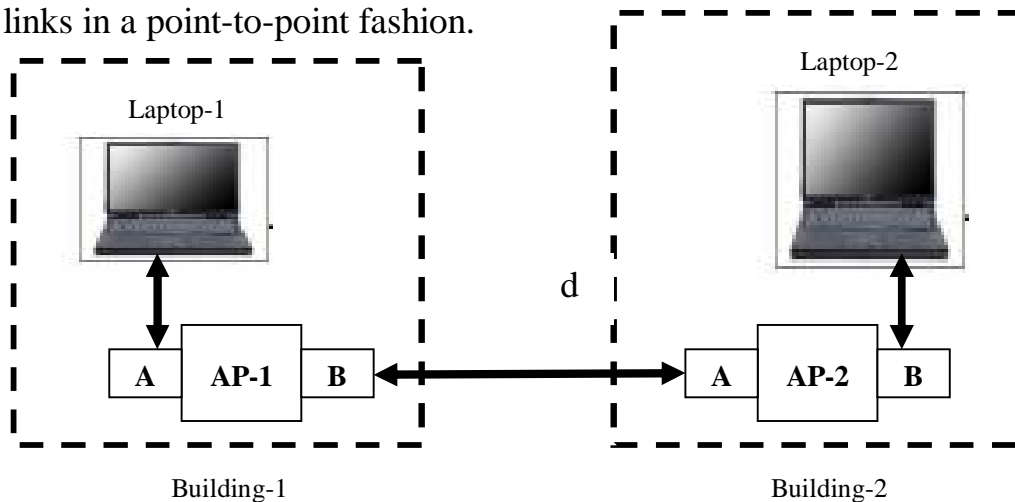 links in a point-to-point fashion.
Laptop-2
Laptop-1
d
A AP-1 B A AP-2 B
Building-1 Building-2